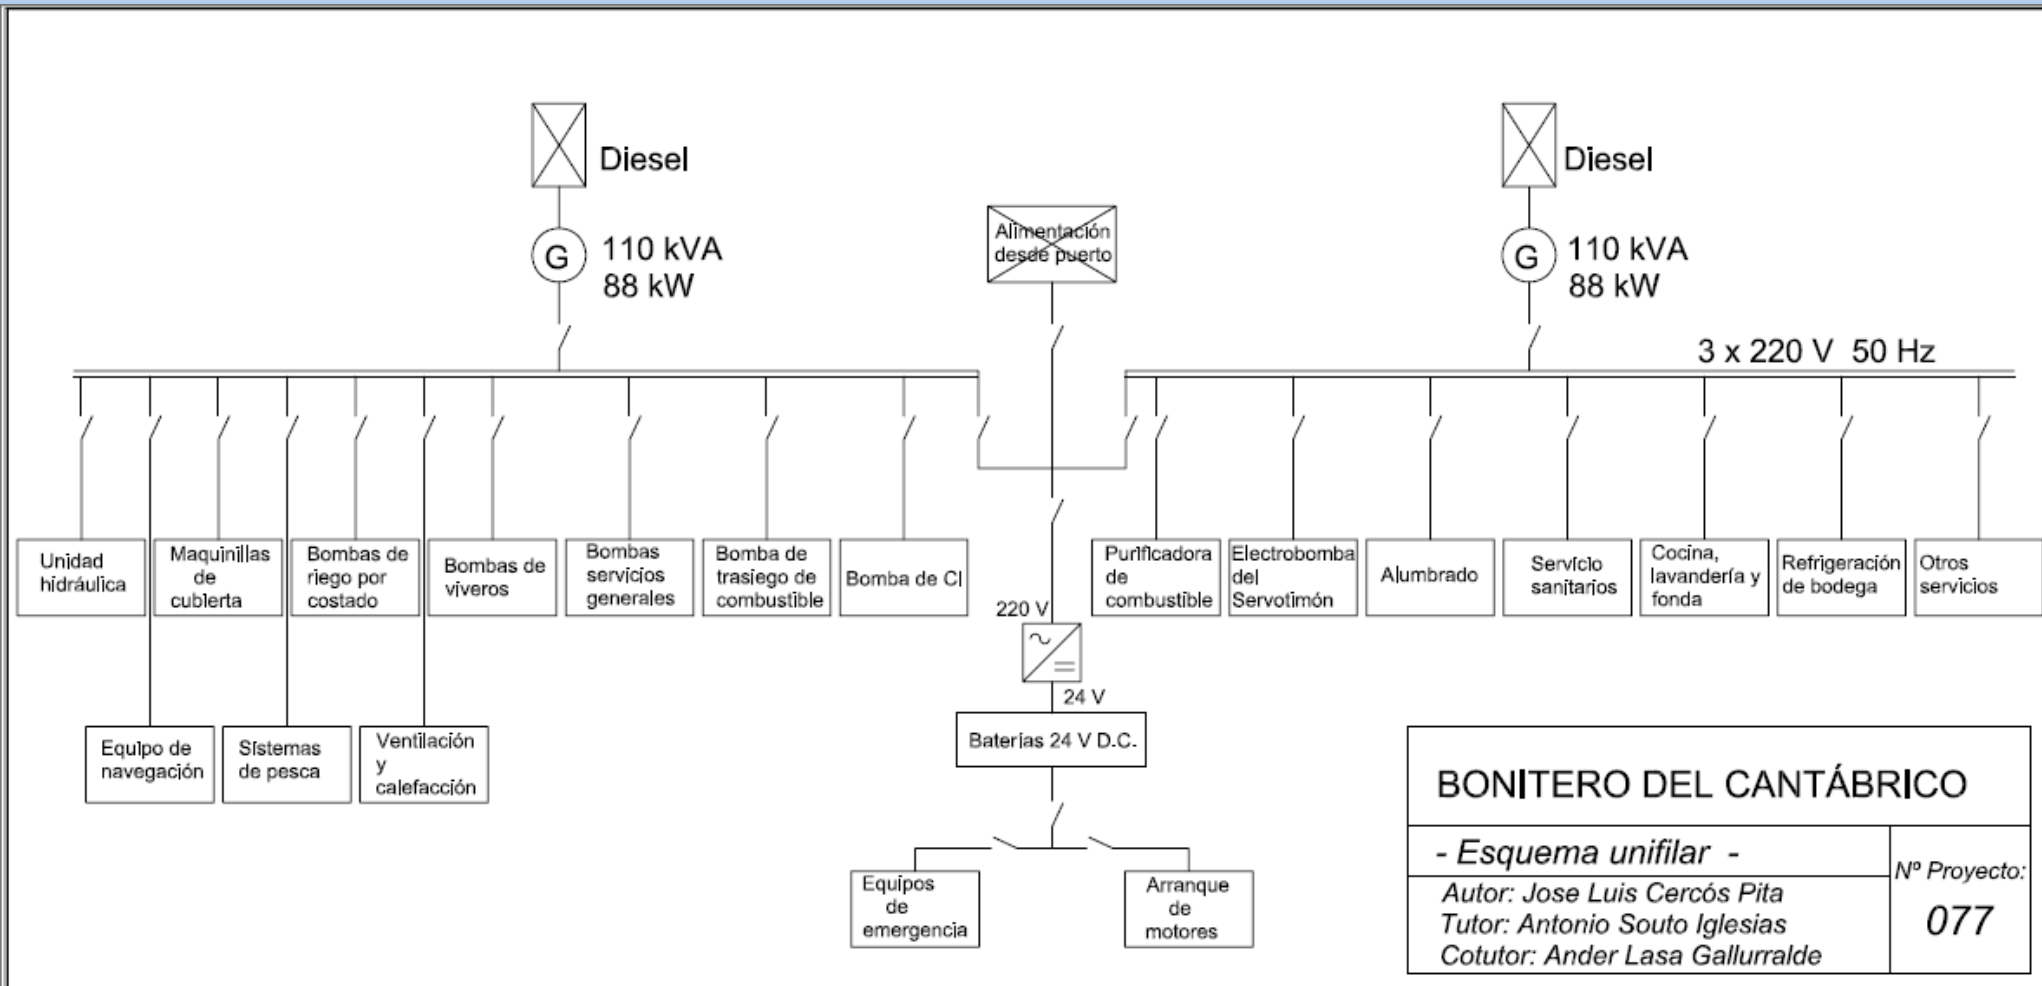 Diesel
Diesel
110 kVA
88 kW
Alimentación
desde puerto
110 kVA
88 kW
G
G
3 x 220 V 50 Hz
Unidad
hidráulica
Maquinillas
de
cubierta
Bombas de
riego por
costado
Bombas de
viveros
Bombas
servicios
generales
Bomba de
trasiego de
combustible
Bomba de CI
Purificadora
de
combustible
Electrobomba
del
Servotimón
Alumbrado
Servicio
sanitarios
Cocina,
lavandería y
fonda
Refrigeración
de bodega
Otros
servicios
220 V
24 V
Equipo de
navegación
Sistemas
de pesca
Ventilación
y
calefacción
Baterías 24 V D.C.
Equipos
de
emergencia
Arranque
de
motores
BONITERO DEL CANTÁBRICO
- Esquema unifilar -
Autor: Jose Luis Cercós Pita
Tutor: Antonio Souto Iglesias
Cotutor: Ander Lasa Gallurralde
Nº Proyecto:
077